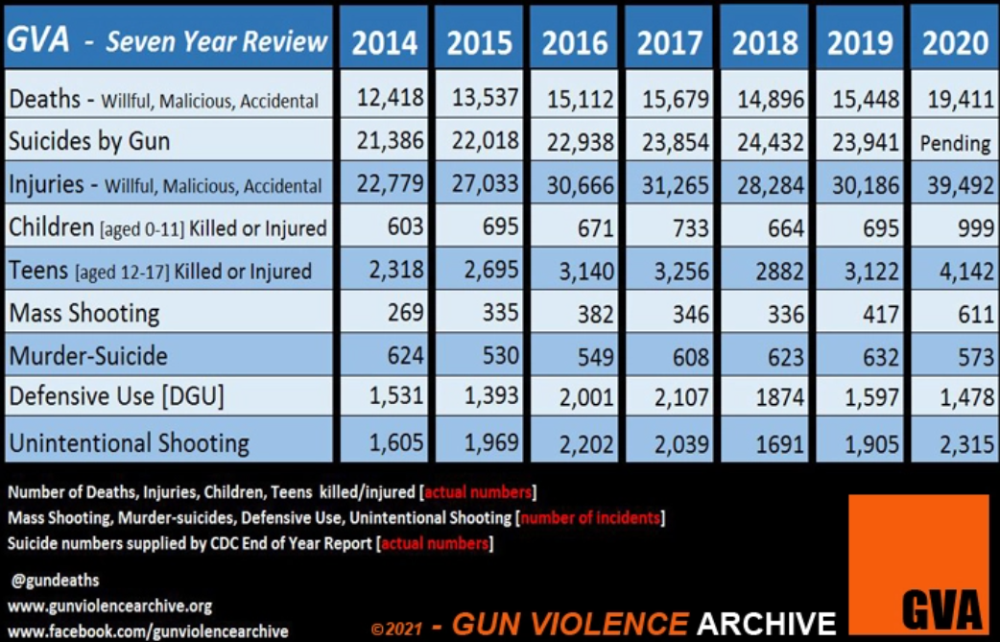 GVA - Seven Year Review 2014 2015 2016 2017 2018 2019 2020
Deaths - Willful, Malicious, Accidental 12,418 13,537 15,112 15,679 14,896 15,448 19,411
Suicides by Gun 21,386 22,018 22,938 23,854 24,432 23,941 Pending
Injuries - Willful, Malicious, Accidental 22,779 27,033 30,666 31,265 28,284 30,186 39,492
Children [aged 0-11] Killed or Injured 603 695 671 733 664 695 999
Teens [aged 12-17] Killed or Injured 2,318 2,695 3,140 3,256 2882 3,122 4,142
Mass Shooting 269 335 382 346 336 417 611
Murder-Suicide 624 530 549 608 623 632 573
Defensive Use [DGU] 1,531 1,393 2,001 2,107 1874 1,597 1,478
Unintentional Shooting 1,605 1,969 2,202 2,039 1691 1,905 2,315
Number of Deaths, Injuries, Children, Teens killed/injured [actual numbers]
Mass Shooting, Murder-suicides, Defensive Use, Unintentional Shooting [number of incidents]
Suicide numbers supplied by CDC End of Year Report [actual numbers]
@gundeaths
www.gunviolencearchive.org
www.facebook.com/gunviolencearchive
©2021 - GUN VIOLENCE ARCHIVE
GVA